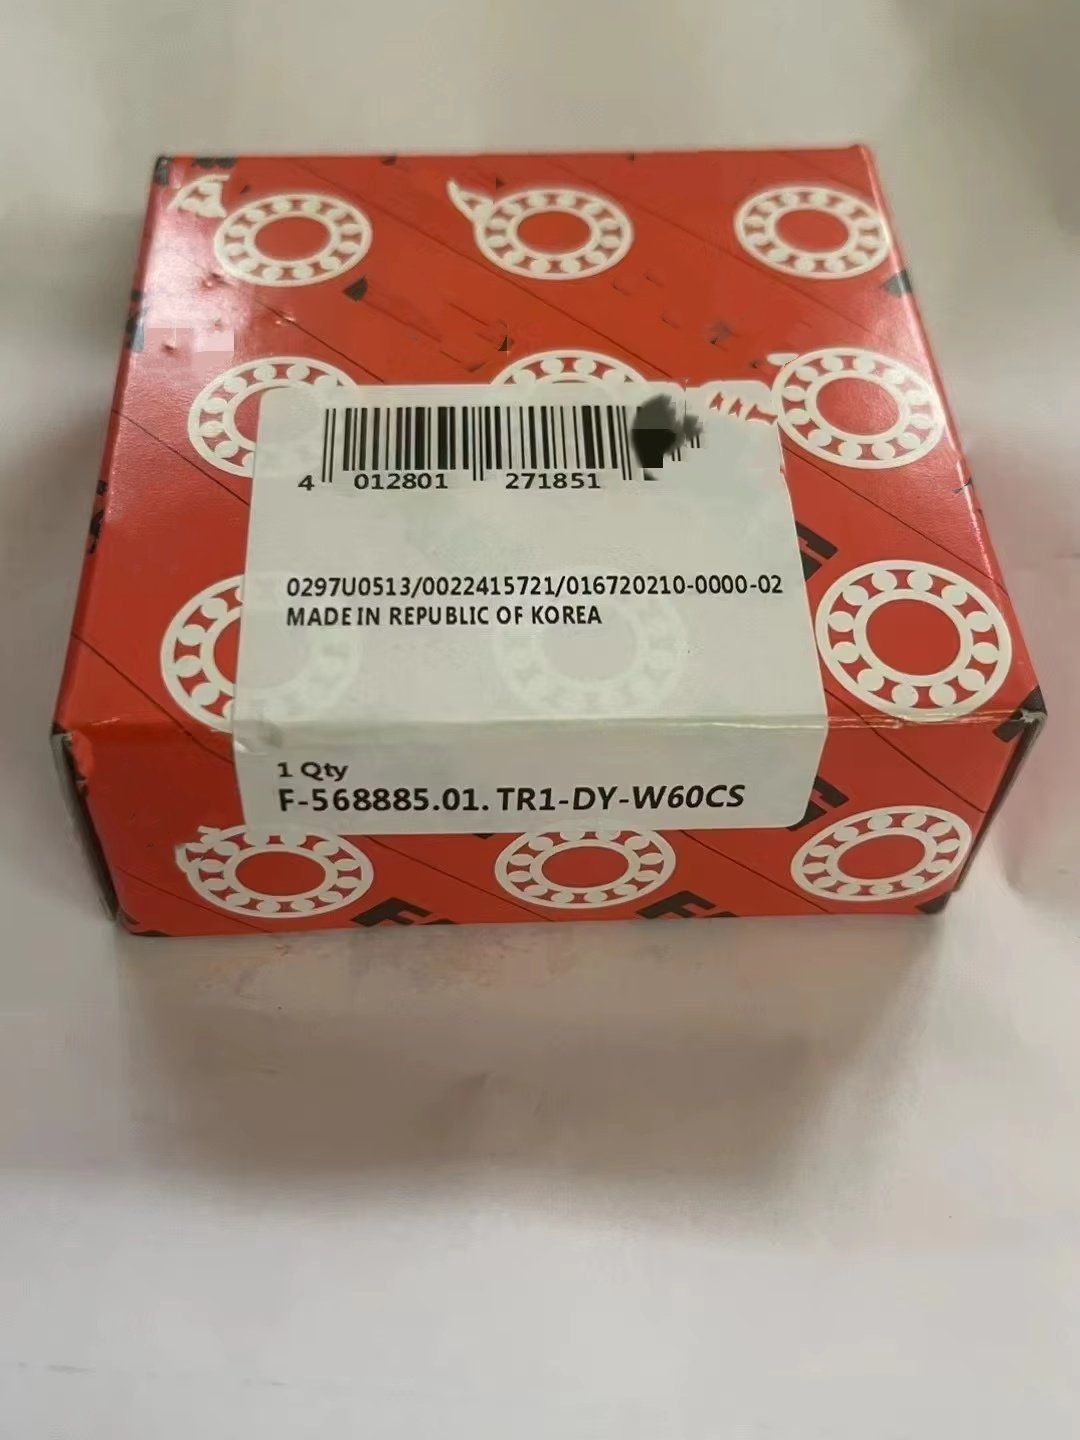 4 012801 271851
0297U0513/0022415721/016720210-0000-02
MADE IN REPUBLIC OF KOREA
1 Qty
F-568885.01. TR1-DY-W60CS